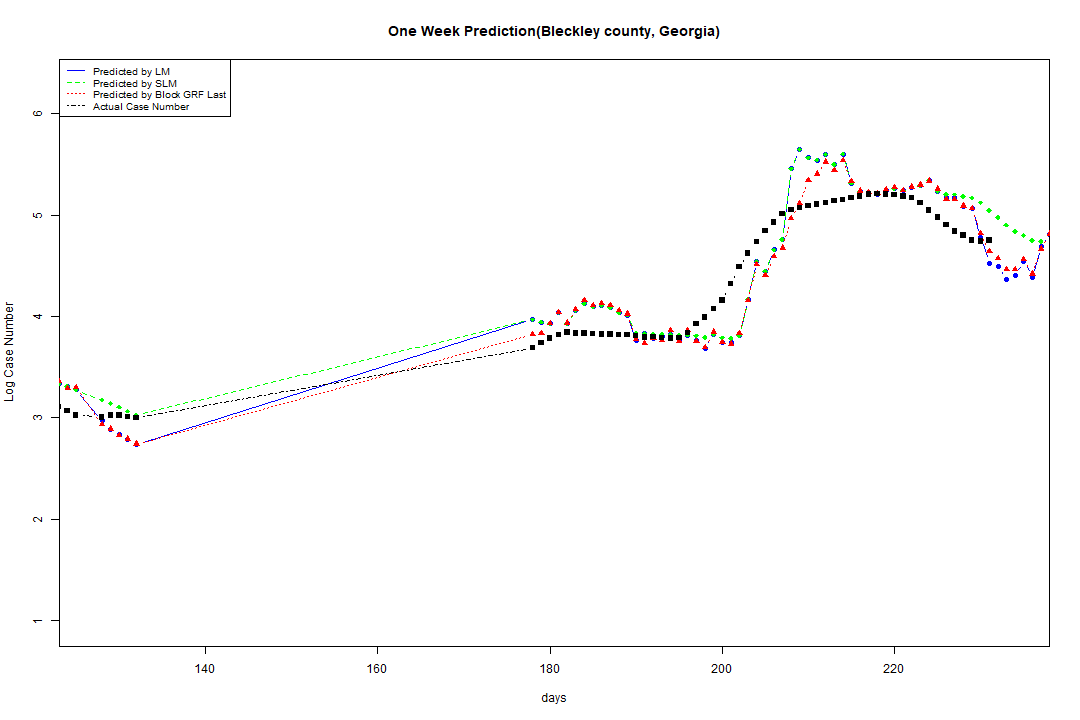 One Week Prediction(Bleckley county, Georgia)
Predicted by LM
Predicted by SLM
Predicted by Block GRF Last
Actual Case Number
6
5
4
3
2
1
Log Case Number
140 160 180 200 220
days